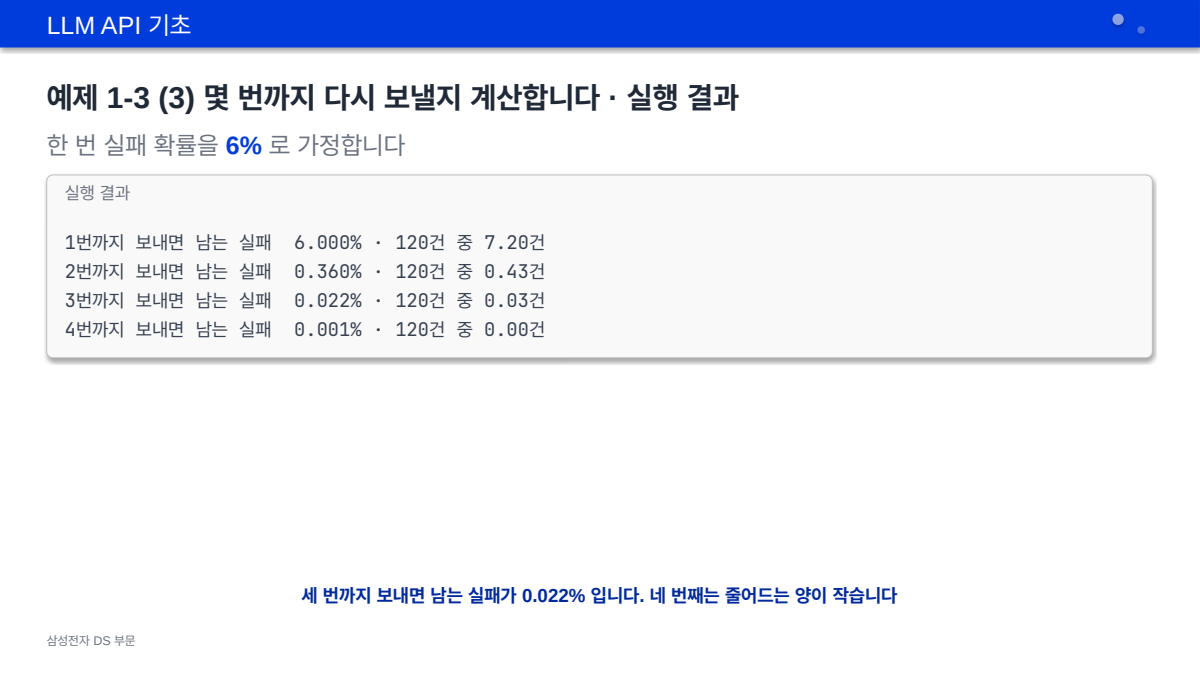 LLM API 기초
예제 1-3 (3) 몇 번까지 다시 보낼지 계산합니다 · 실행 결과
한 번 실패 확률을 6% 로 가정합니다
실행 결과
1번까지 보내면 남는 실패 6.000% · 120건 중 7.20건
2번까지 보내면 남는 실패 0.360% · 120건 중 0.43건
3번까지 보내면 남는 실패 0.022% · 120건 중 0.03건
4번까지 보내면 남는 실패 0.001% · 120건 중 0.00건
세 번까지 보내면 남는 실패가 0.022% 입니다. 네 번째는 줄어드는 양이 작습니다
삼성전자 DS 부문